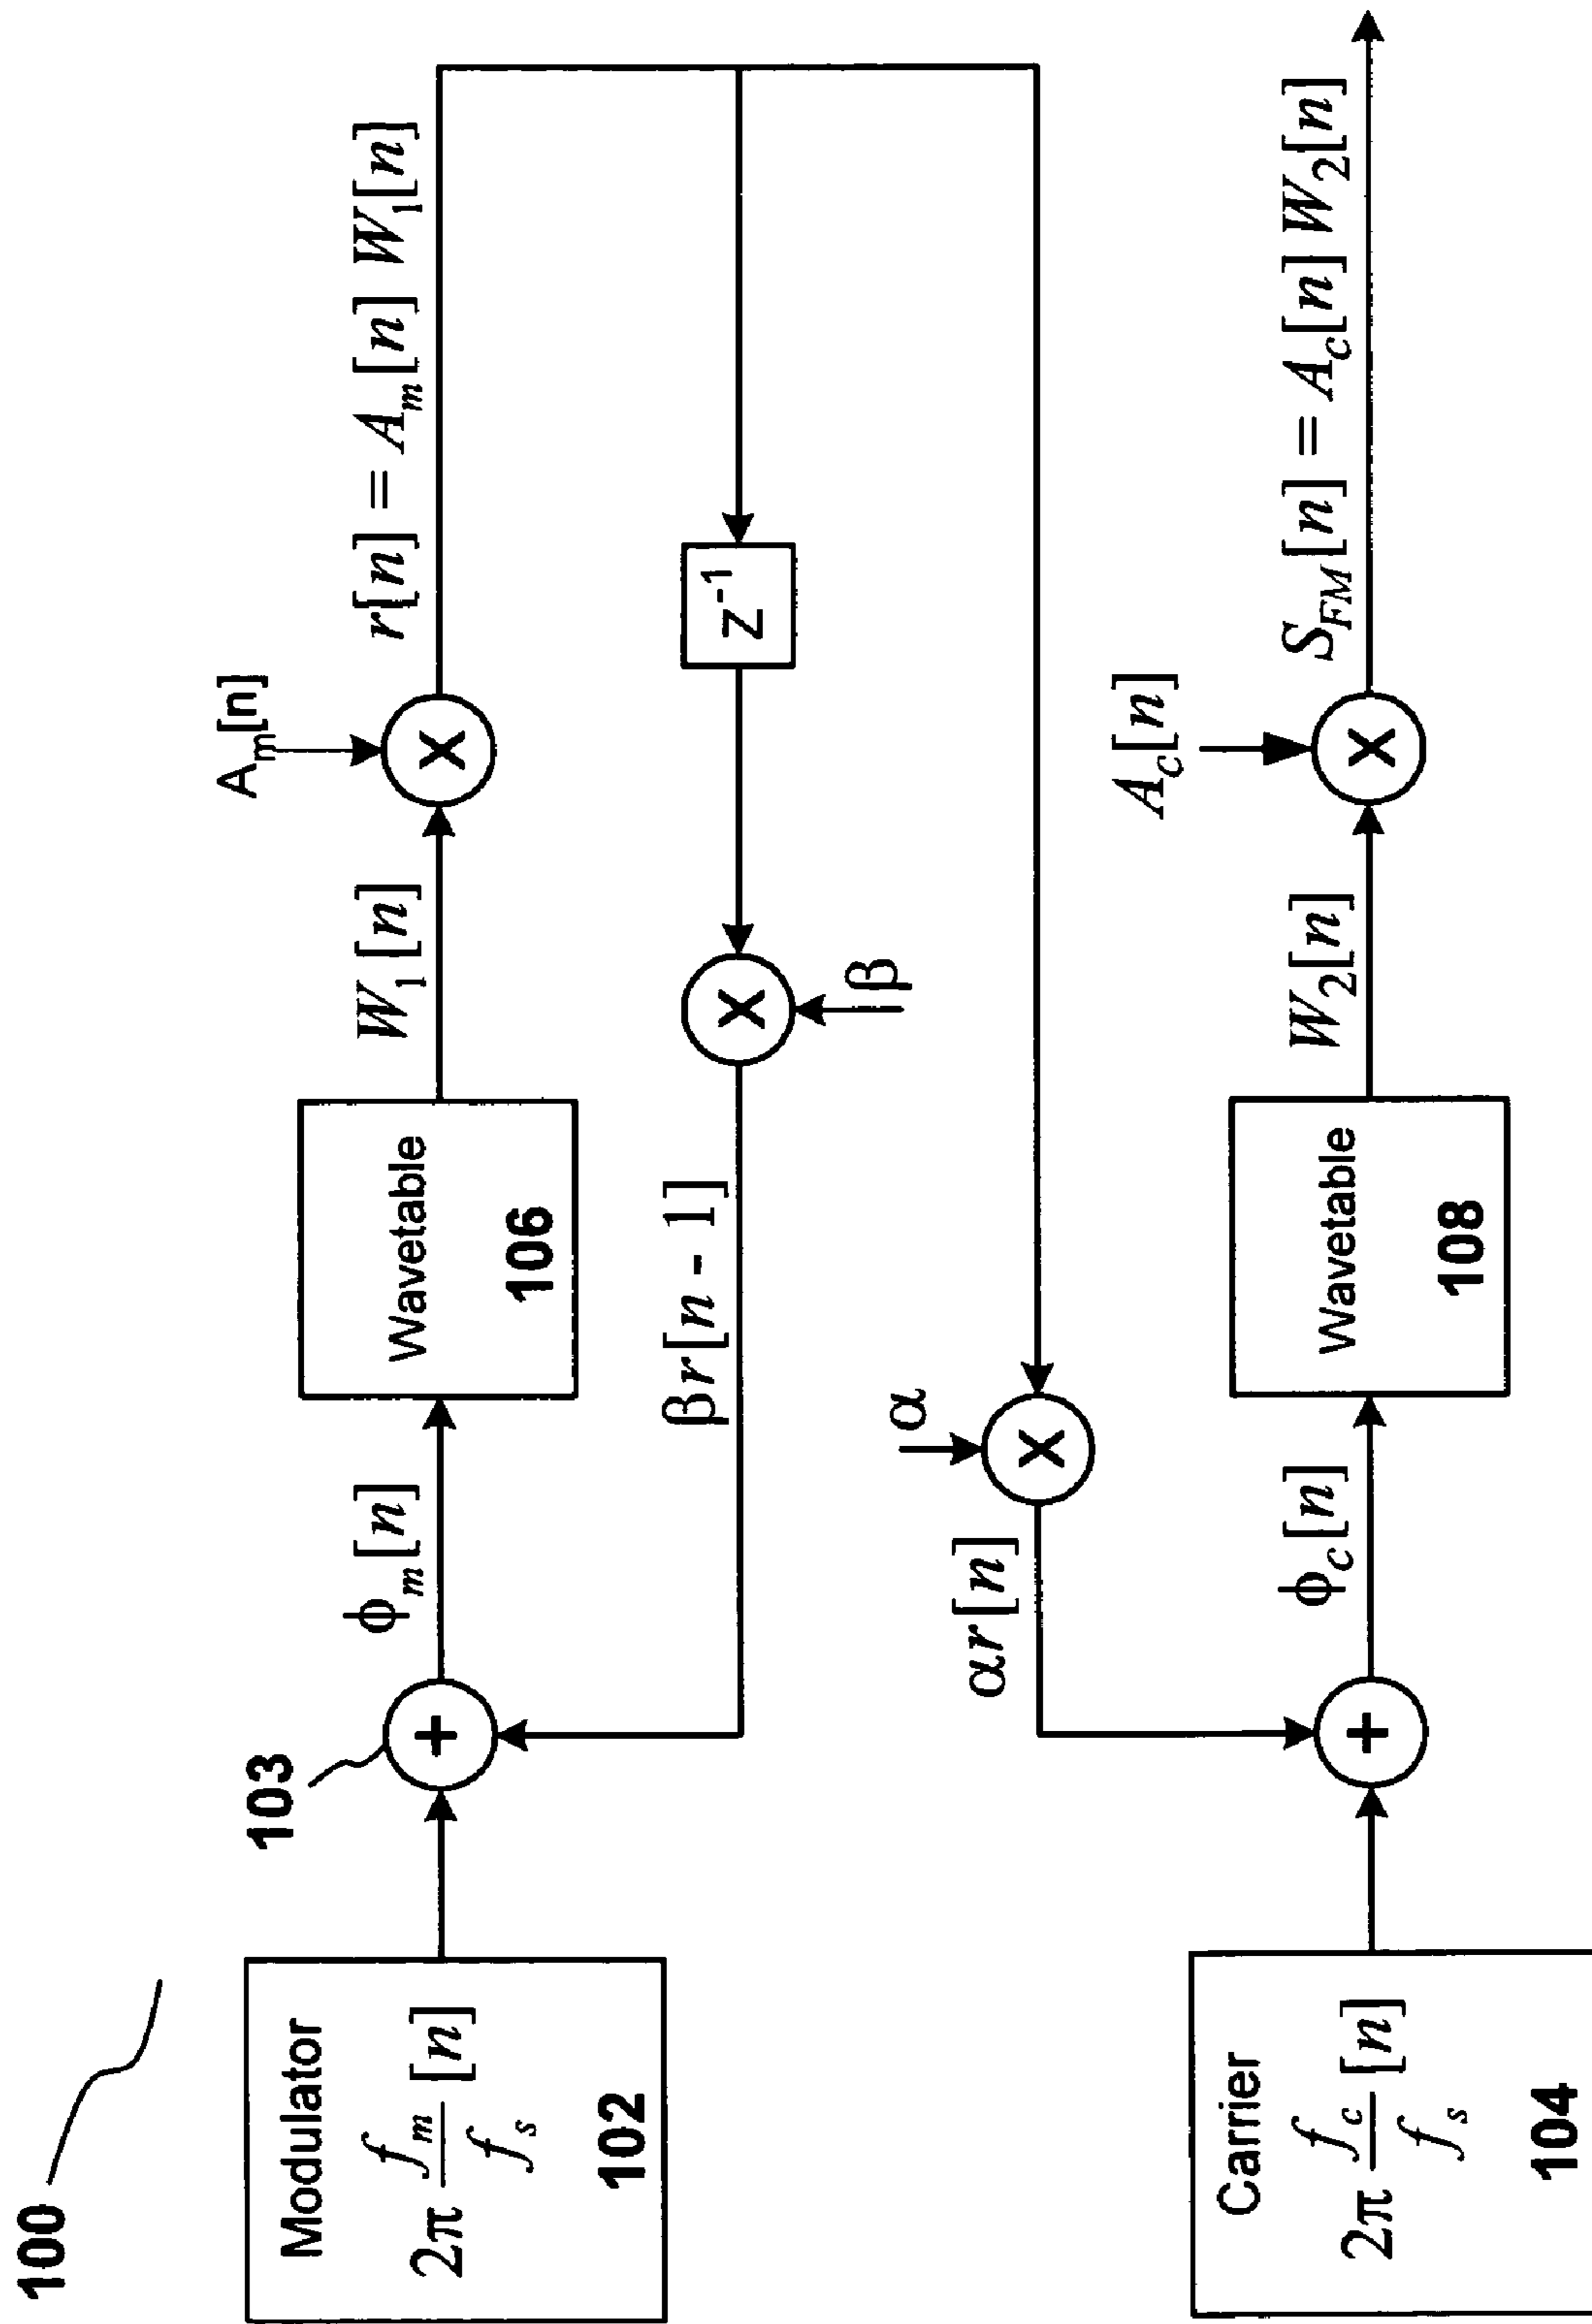 100
Modulator
2π f_m/f_s [n]
102
103
+
ϕ_m[n]
Wavetable
106
W_1[n]
A_m[n]
X
r[n] = A_m[n] W_1[n]
βr[n - 1]
X
β
z^-1
αr[n]
α
X
Carrier
2π f_c/f_s [n]
104
+
ϕ_c[n]
Wavetable
108
W_2[n]
A_c[n]
X
S_FM[n] = A_c[n] W_2[n]